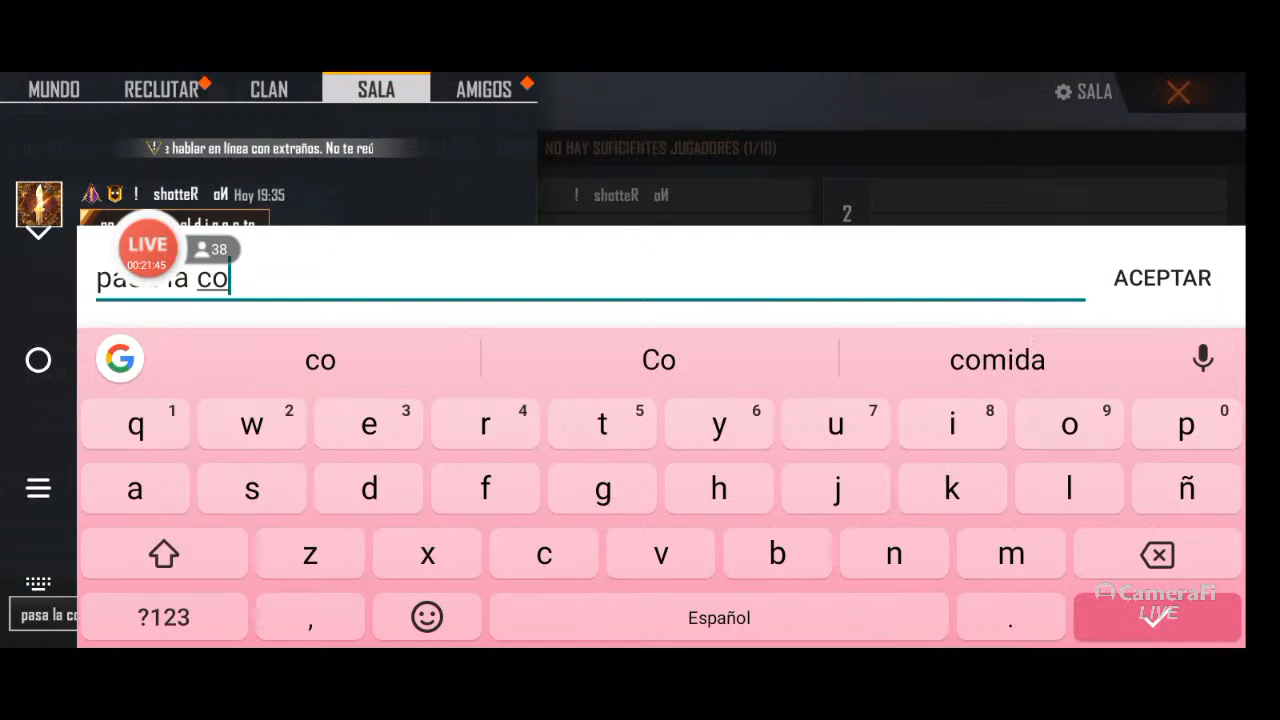 MUNDO RECLUTAR CLAN SALA AMIGOS SALA
hablar en línea con extraños. No te
NO HAY SUFICIENTES JUGADORES (1/10)
! shotteR oN Hoy 19:35
! shotteR oN
2
LIVE
00:21:45
38
la co
ACEPTAR
G co Co comida
q 1 w 2 e 3 r 4 t 5 y 6 u 7 i 8 o 9 p 0
a s d f g h j k l ñ
z x c v b n m
CameraFi
LIVE
pasa la co
?123 , Español .